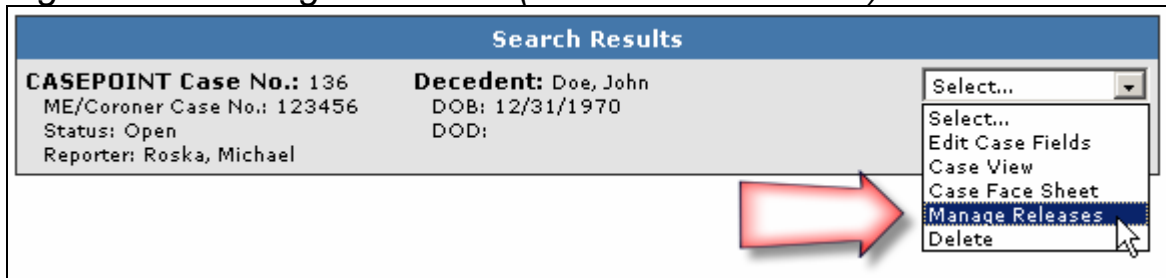 Search Results
CASEPOINT Case No.: 136
ME/Coroner Case No.: 123456
Status: Open
Reporter: Roska, Michael
Decedent: Doe, John
DOB: 12/31/1970
DOD:
Select...
Select...
Edit Case Fields
Case View
Case Face Sheet
Manage Releases
Delete